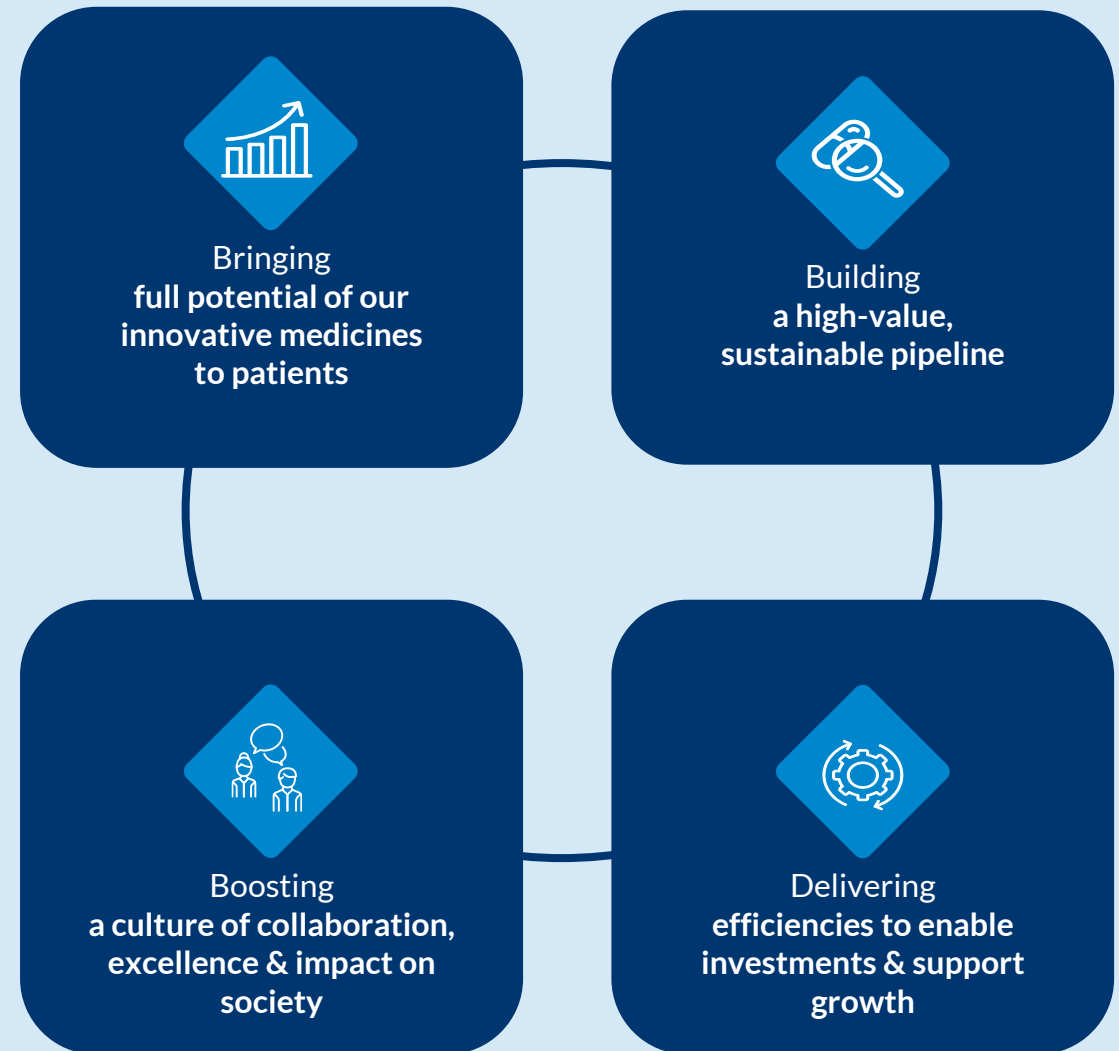 Bringing
full potential of our
innovative medicines
to patients
Building
a high-value,
sustainable pipeline
Boosting
a culture of collaboration,
excellence & impact on
society
Delivering
efficiencies to enable
investments & support
growth